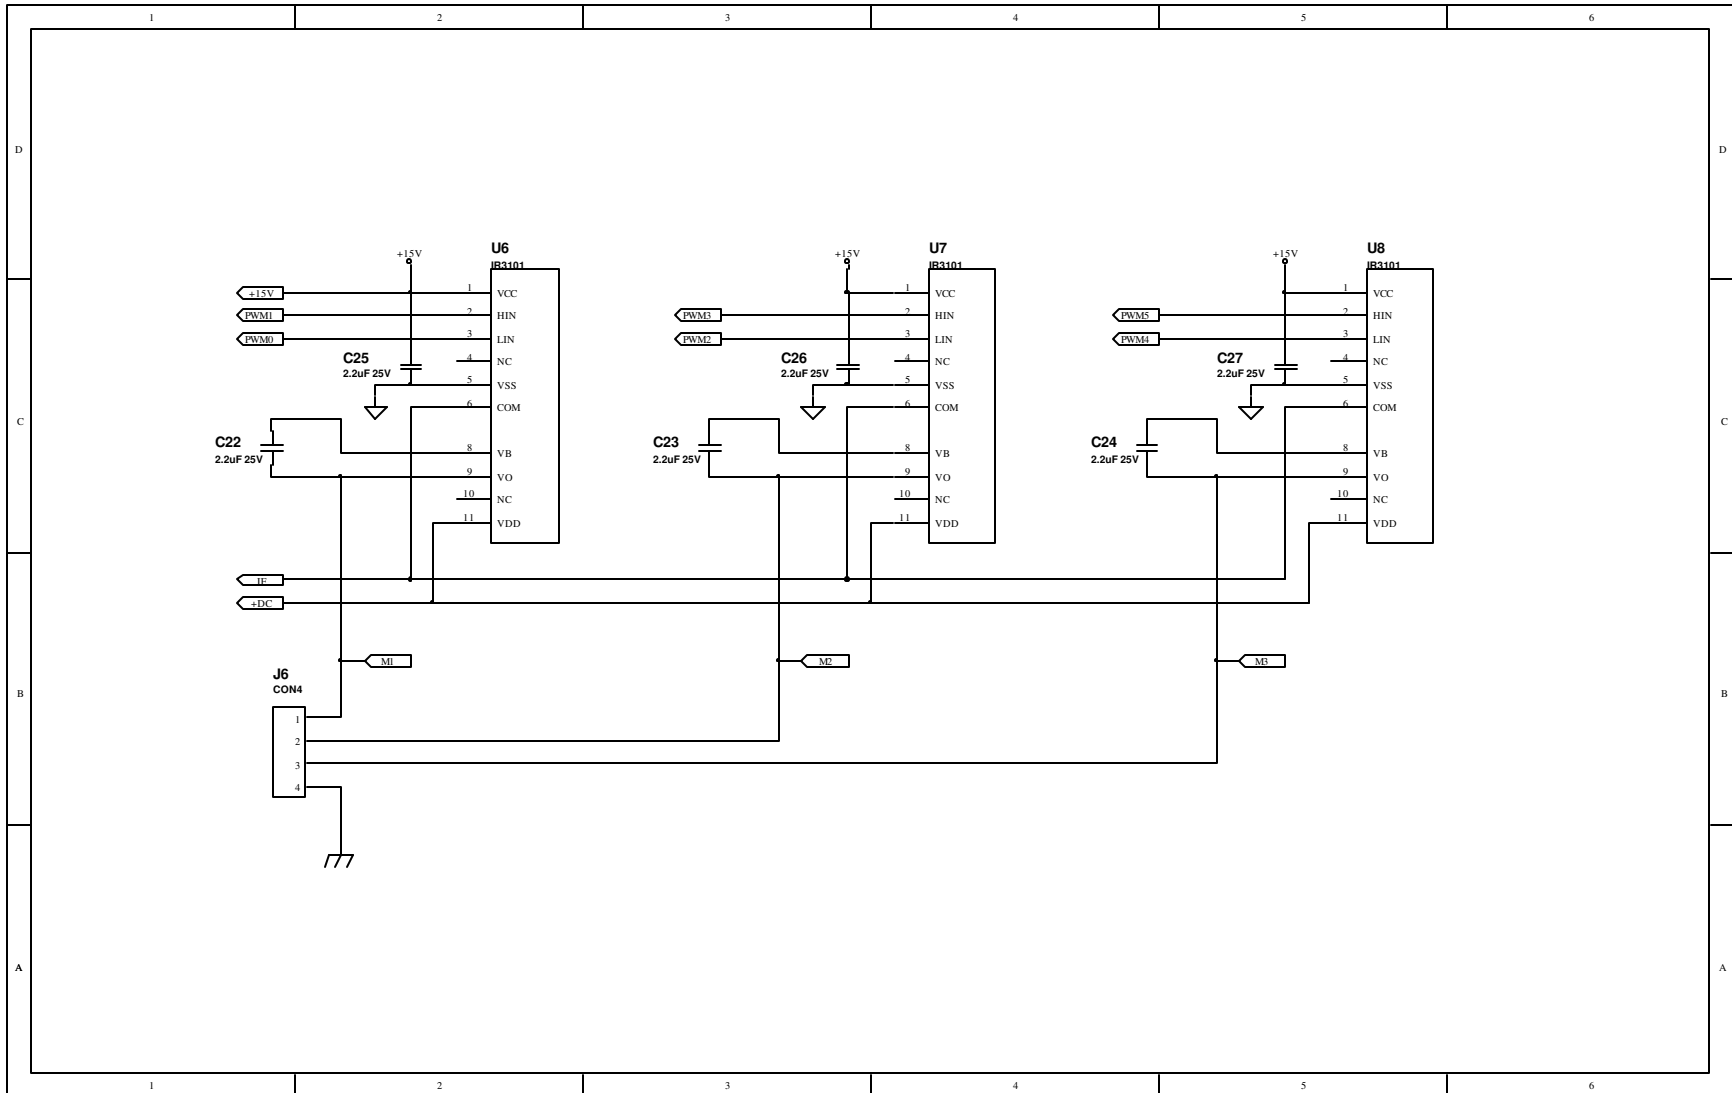 1 2 3 4 5 6
D D
U6 U7 U8
+15V IR3101 +15V IR3101 +15V IR3101
+15V 1 VCC 1 VCC 1 VCC
PWM1 2 HIN PWM3 2 HIN PWM5 2 HIN
PWM0 3 LIN PWM2 3 LIN PWM4 3 LIN
C25 4 NC C26 4 NC C27 4 NC
2.2uF 25V 2.2uF 25V 2.2uF 25V
5 VSS 5 VSS 5 VSS
6 COM 6 COM 6 COM
C C
C22 C23 C24
8 VB 8 VB 8 VB
2.2uF 25V 2.2uF 25V 2.2uF 25V
9 VO 9 VO 9 VO
10 NC 10 NC 10 NC
11 VDD 11 VDD 11 VDD
IF
+DC
M1 M2 M3
J6
CON4
B B
1
2
3
4
A A
1 2 3 4 5 6